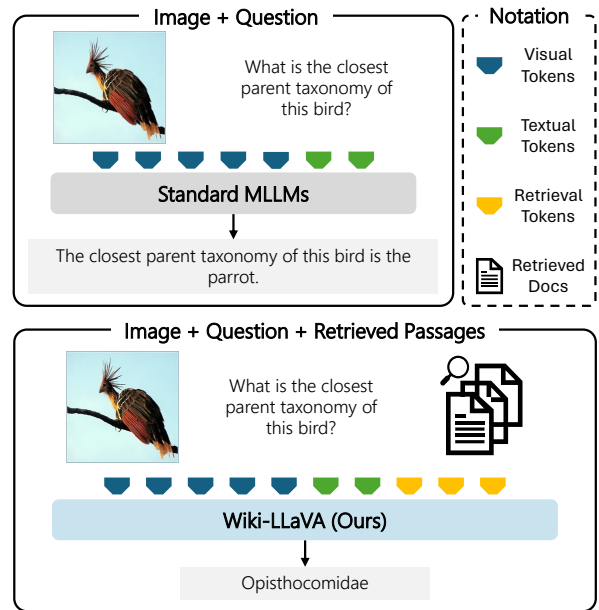 Image + Question
What is the closest
parent taxonomy of
this bird?
Standard MLLMs
The closest parent taxonomy of this bird is the
parrot.
Notation
Visual
Tokens
Textual
Tokens
Retrieval
Tokens
Retrieved
Docs
Image + Question + Retrieved Passages
What is the closest
parent taxonomy of
this bird?
Wiki-LLaVA (Ours)
Opisthocomidae